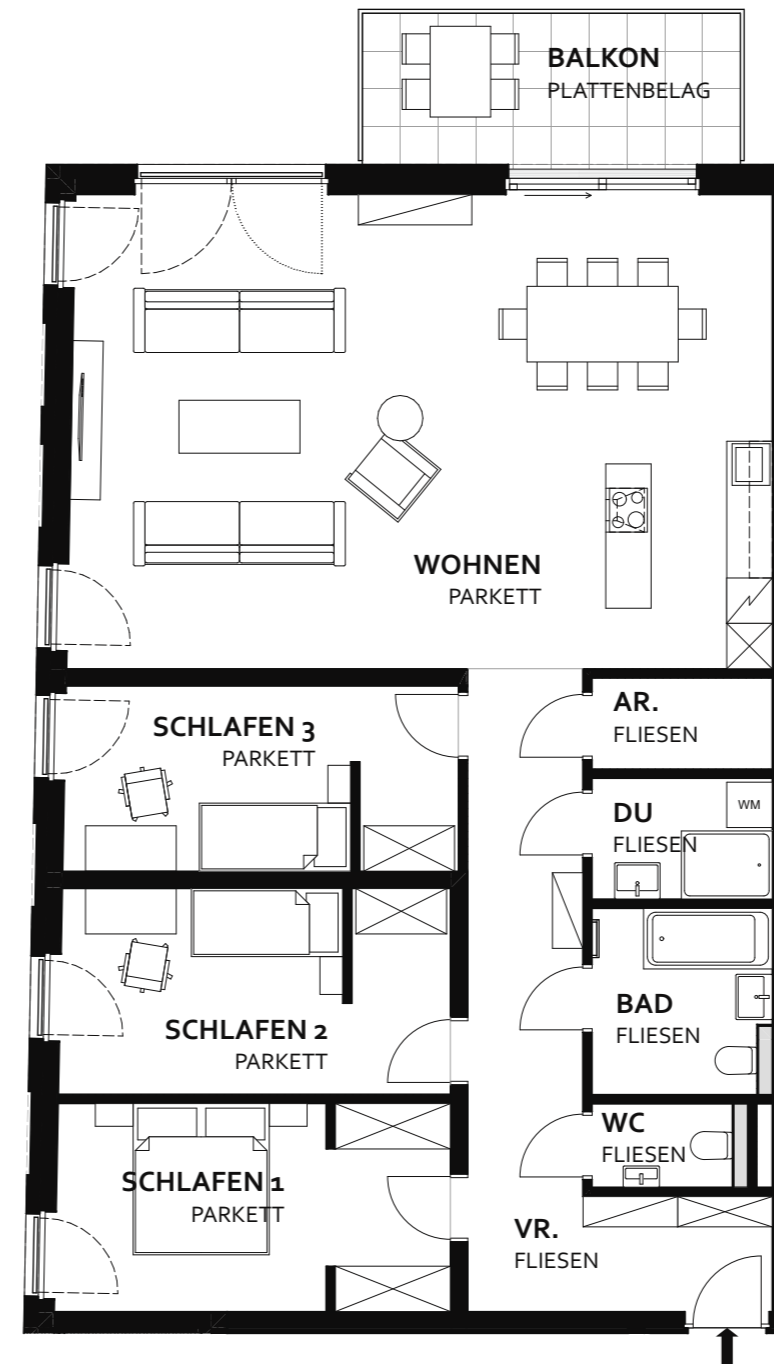 BALKON
PLATTENBELAG
WOHNEN
PARKETT
AR.
FLIESEN
SCHLAFEN 3
PARKETT
WM
DU
FLIESEN
BAD
FLIESEN
SCHLAFEN 2
PARKETT
WC
FLIESEN
SCHLAFEN 1
PARKETT
VR.
FLIESEN